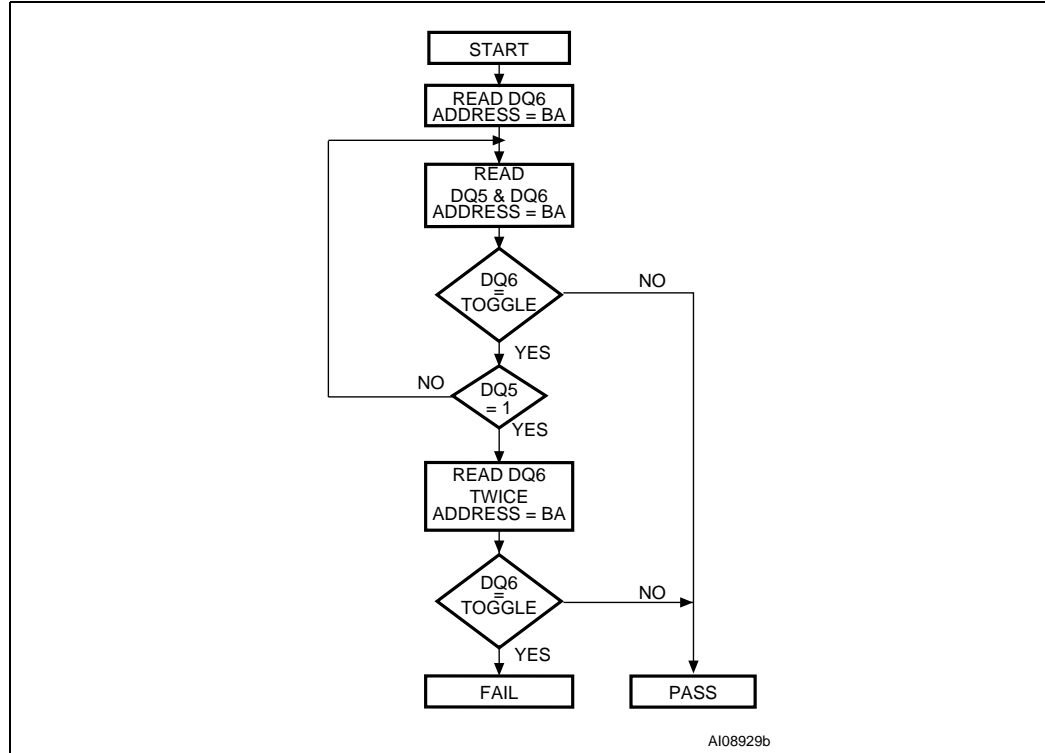 START
READ DQ6
ADDRESS = BA
READ
DQ5 & DQ6
ADDRESS = BA
DQ6
=
TOGGLE
NO
YES
NO
DQ5
= 1
YES
READ DQ6
TWICE
ADDRESS = BA
DQ6
=
TOGGLE
NO
YES
FAIL
PASS
AI08929b